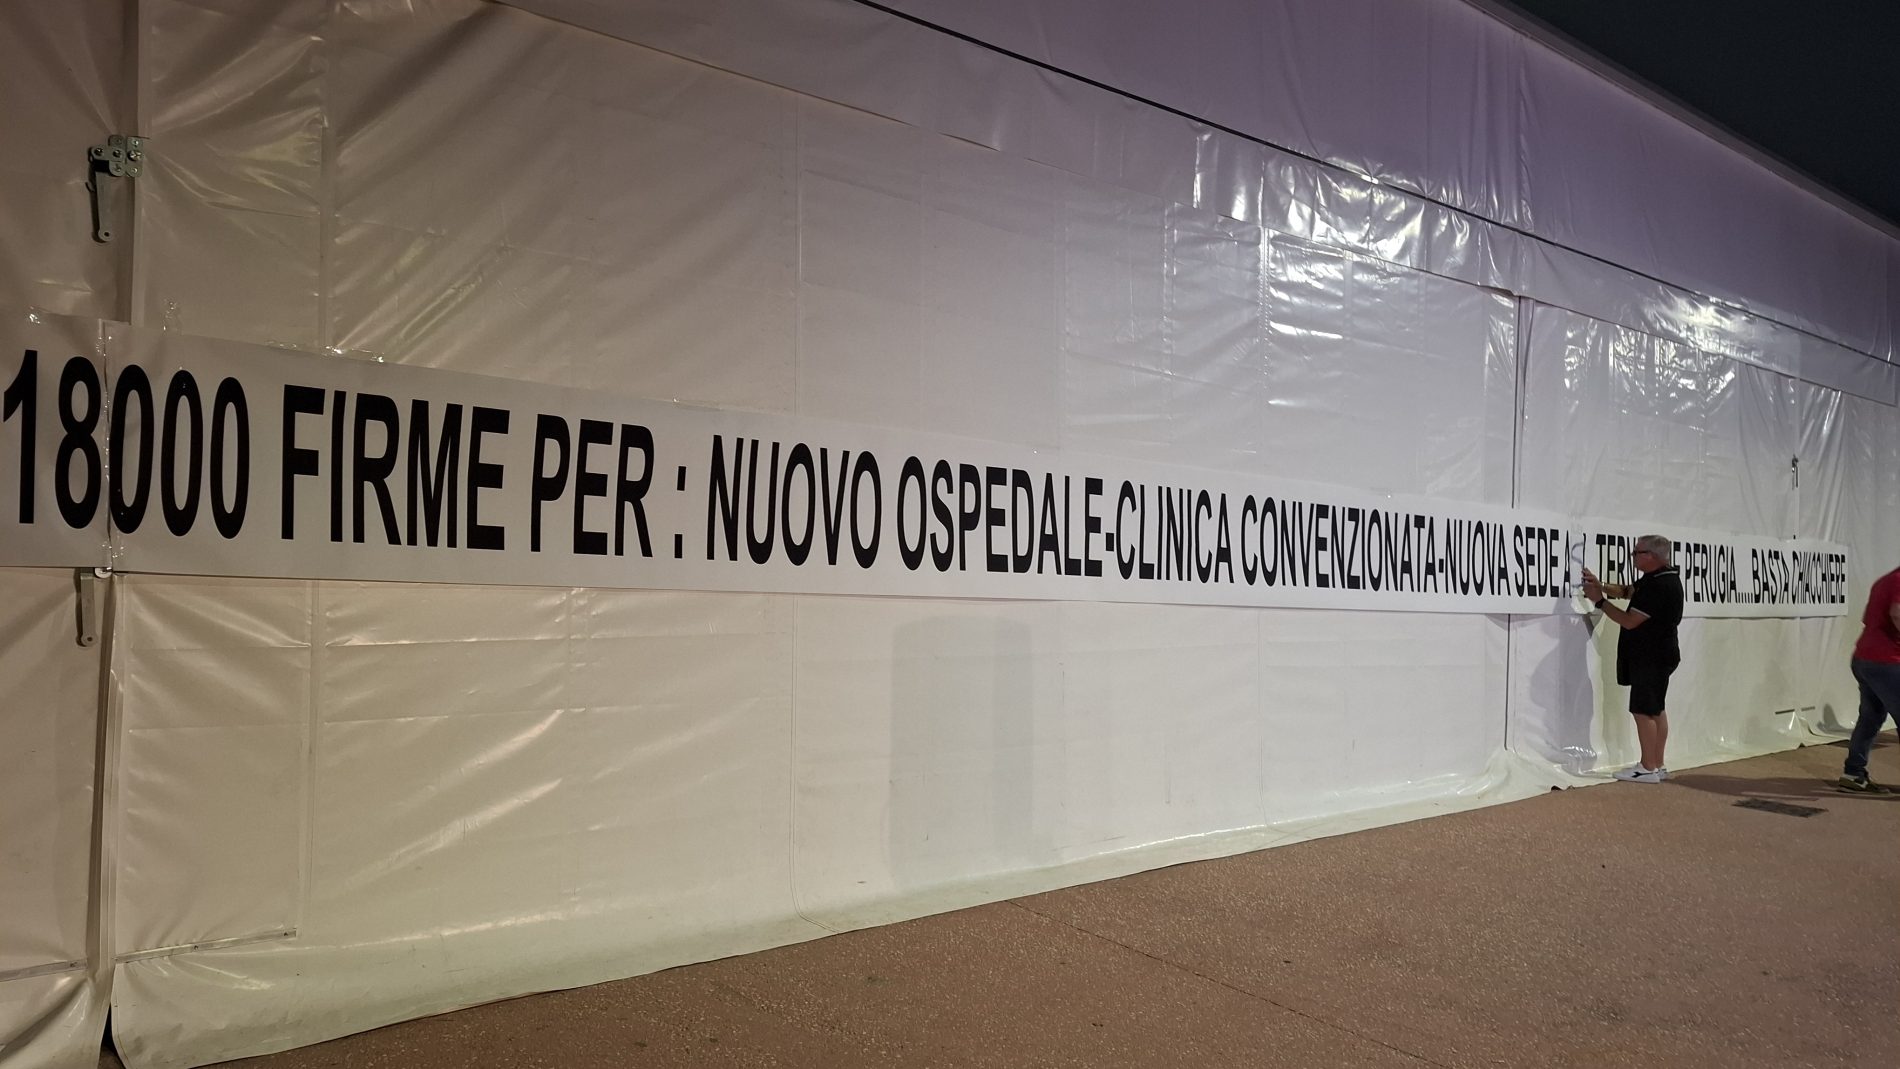 18000 FIRME PER : NUOVO OSPEDALE-CLINICA CONVENZIONATA-NUOVA SEDE PERUGIA.....BASTA CHIACCHIERE